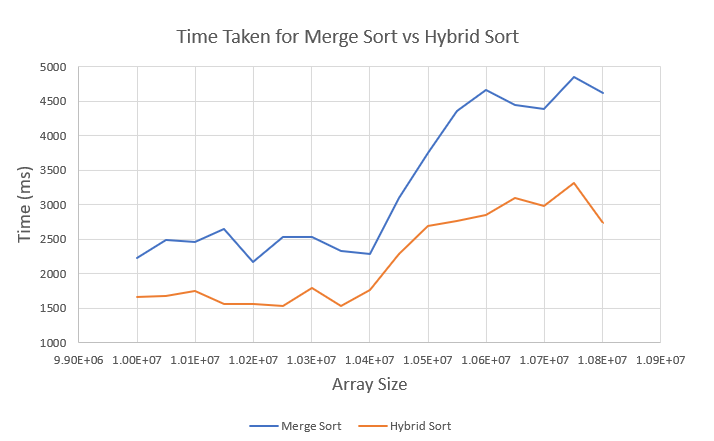 Time Taken for Merge Sort vs Hybrid Sort
5000
4500
4000
3500
3000
2500
2000
1500
1000
Time (ms)
9.90E+06 1.00E+07 1.01E+07 1.02E+07 1.03E+07 1.04E+07 1.05E+07 1.06E+07 1.07E+07 1.08E+07 1.09E+07
Array Size
Merge Sort Hybrid Sort